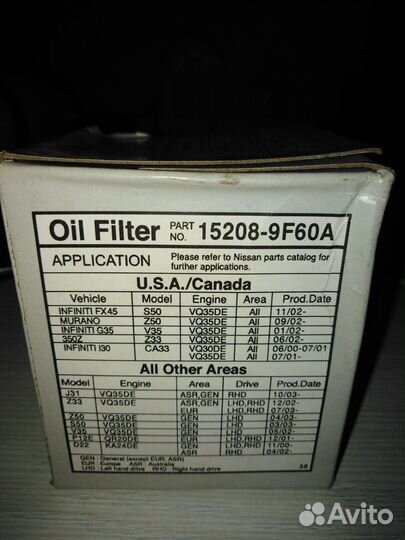 Oil Filter PART NO. 15208-9F60A
APPLICATION Please refer to Nissan parts catalog for further applications.
U.S.A./Canada
Vehicle Model Engine Area Prod.Date
INFINITI FX45 S50 VQ35DE All 11/02-
MURANO Z50 VQ35DE All 09/02-
INFINITI G35 V35 VQ35DE All 01/02-
350Z Z33 VQ35DE All 06/02-
INFINITI I30 CA33 VQ30DE All 06/00-07/01
VQ35DE All 07/01-
All Other Areas
Model Engine Area Drive Prod.Date
J31 VQ35DE ASR,GEN RHD 10/03-
Z33 VQ35DE ASR,GEN LHD,RHD 12/02-
EUR LHD,RHD 07/03-
Z50 VQ35DE GEN LHD 04/03-
S50 VQ35DE GEN LHD 03/03-
V35 VQ35DE GEN LHD 05/02-
P12E QR20DE EUR LHD,RHD 12/01-
D22 KA24DE GEN LHD,RHD 11/00-
ASR RHD 04/02-
GEN : General (except EUR, ASR)
EUR : Europe ASR : Australia
LHD : Left hand drive RHD : Right hand drive
38
Avito